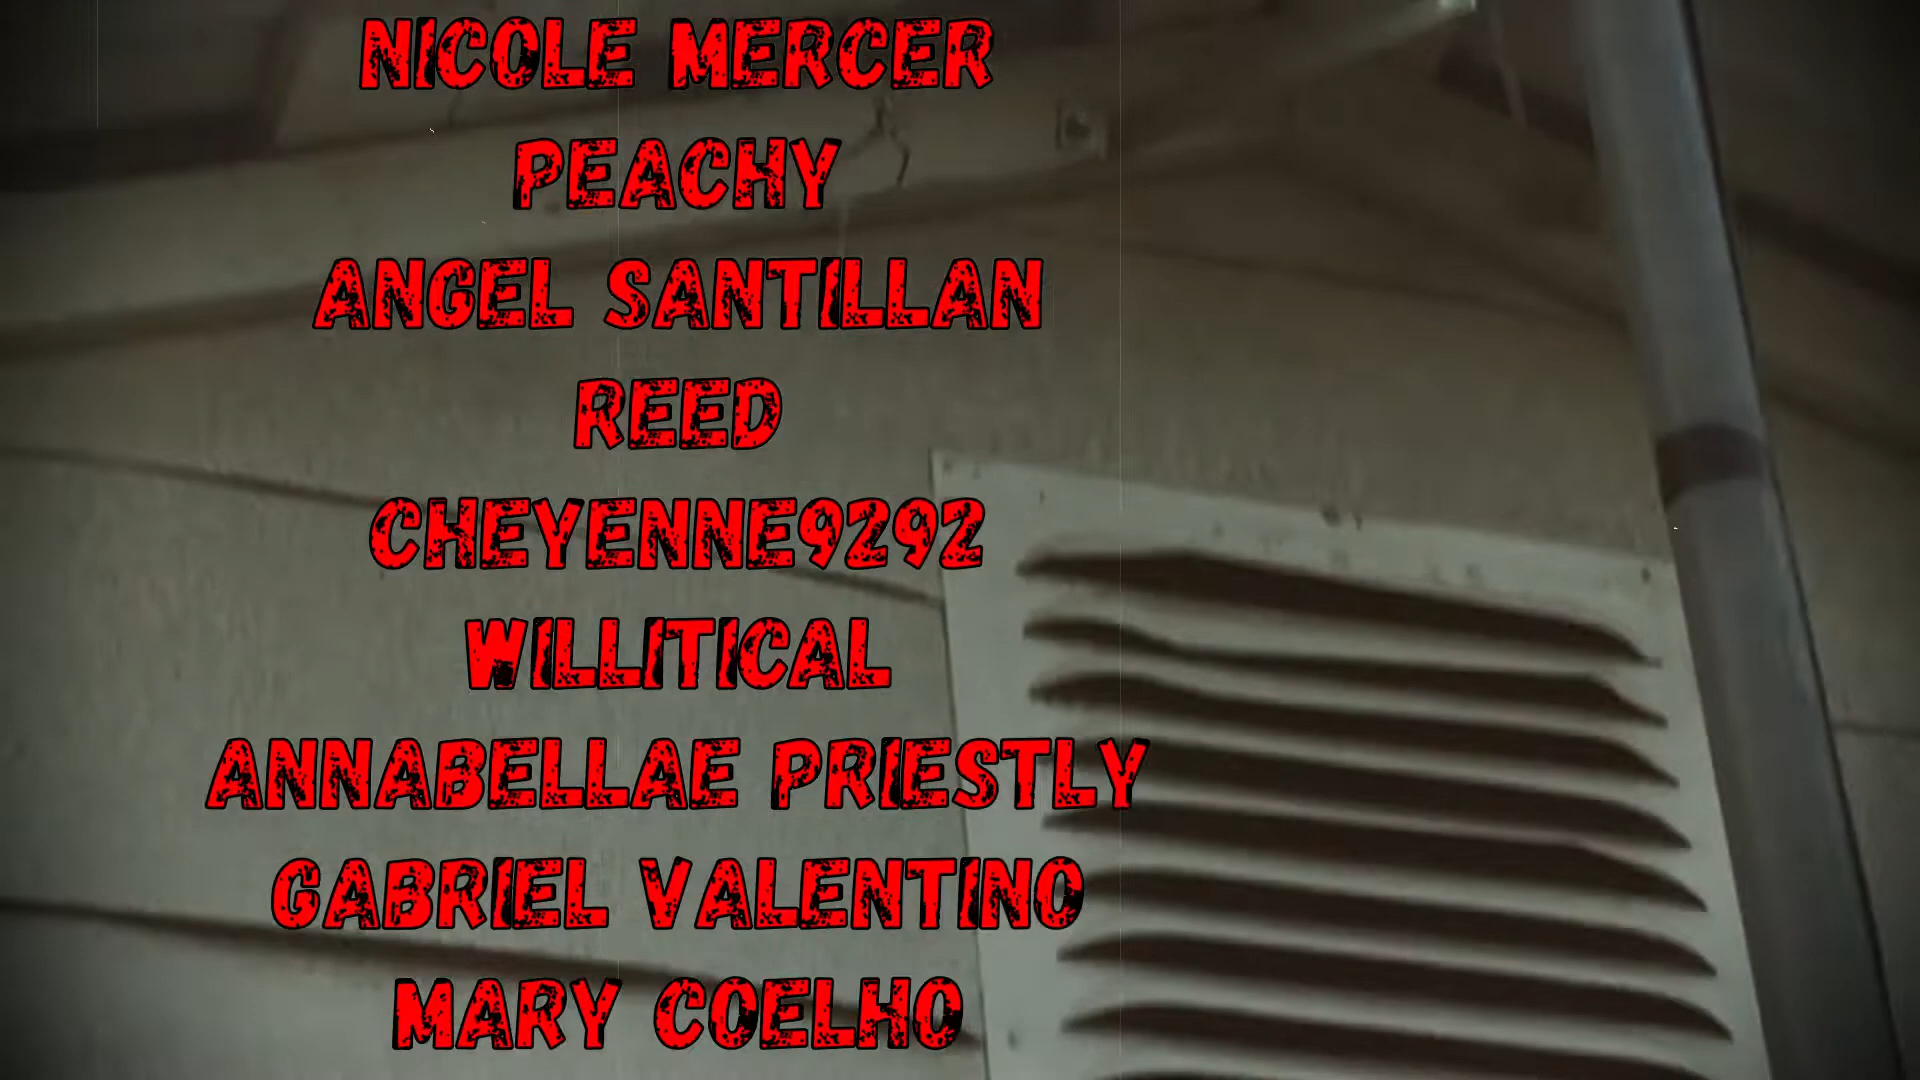 NICOLE MERCER
PEACHY
ANGEL SANTILLAN
REED
CHEYENNE9292
WILLITICAL
ANNABELLAE PRIESTLY
GABRIEL VALENTINO
MARY COELHO